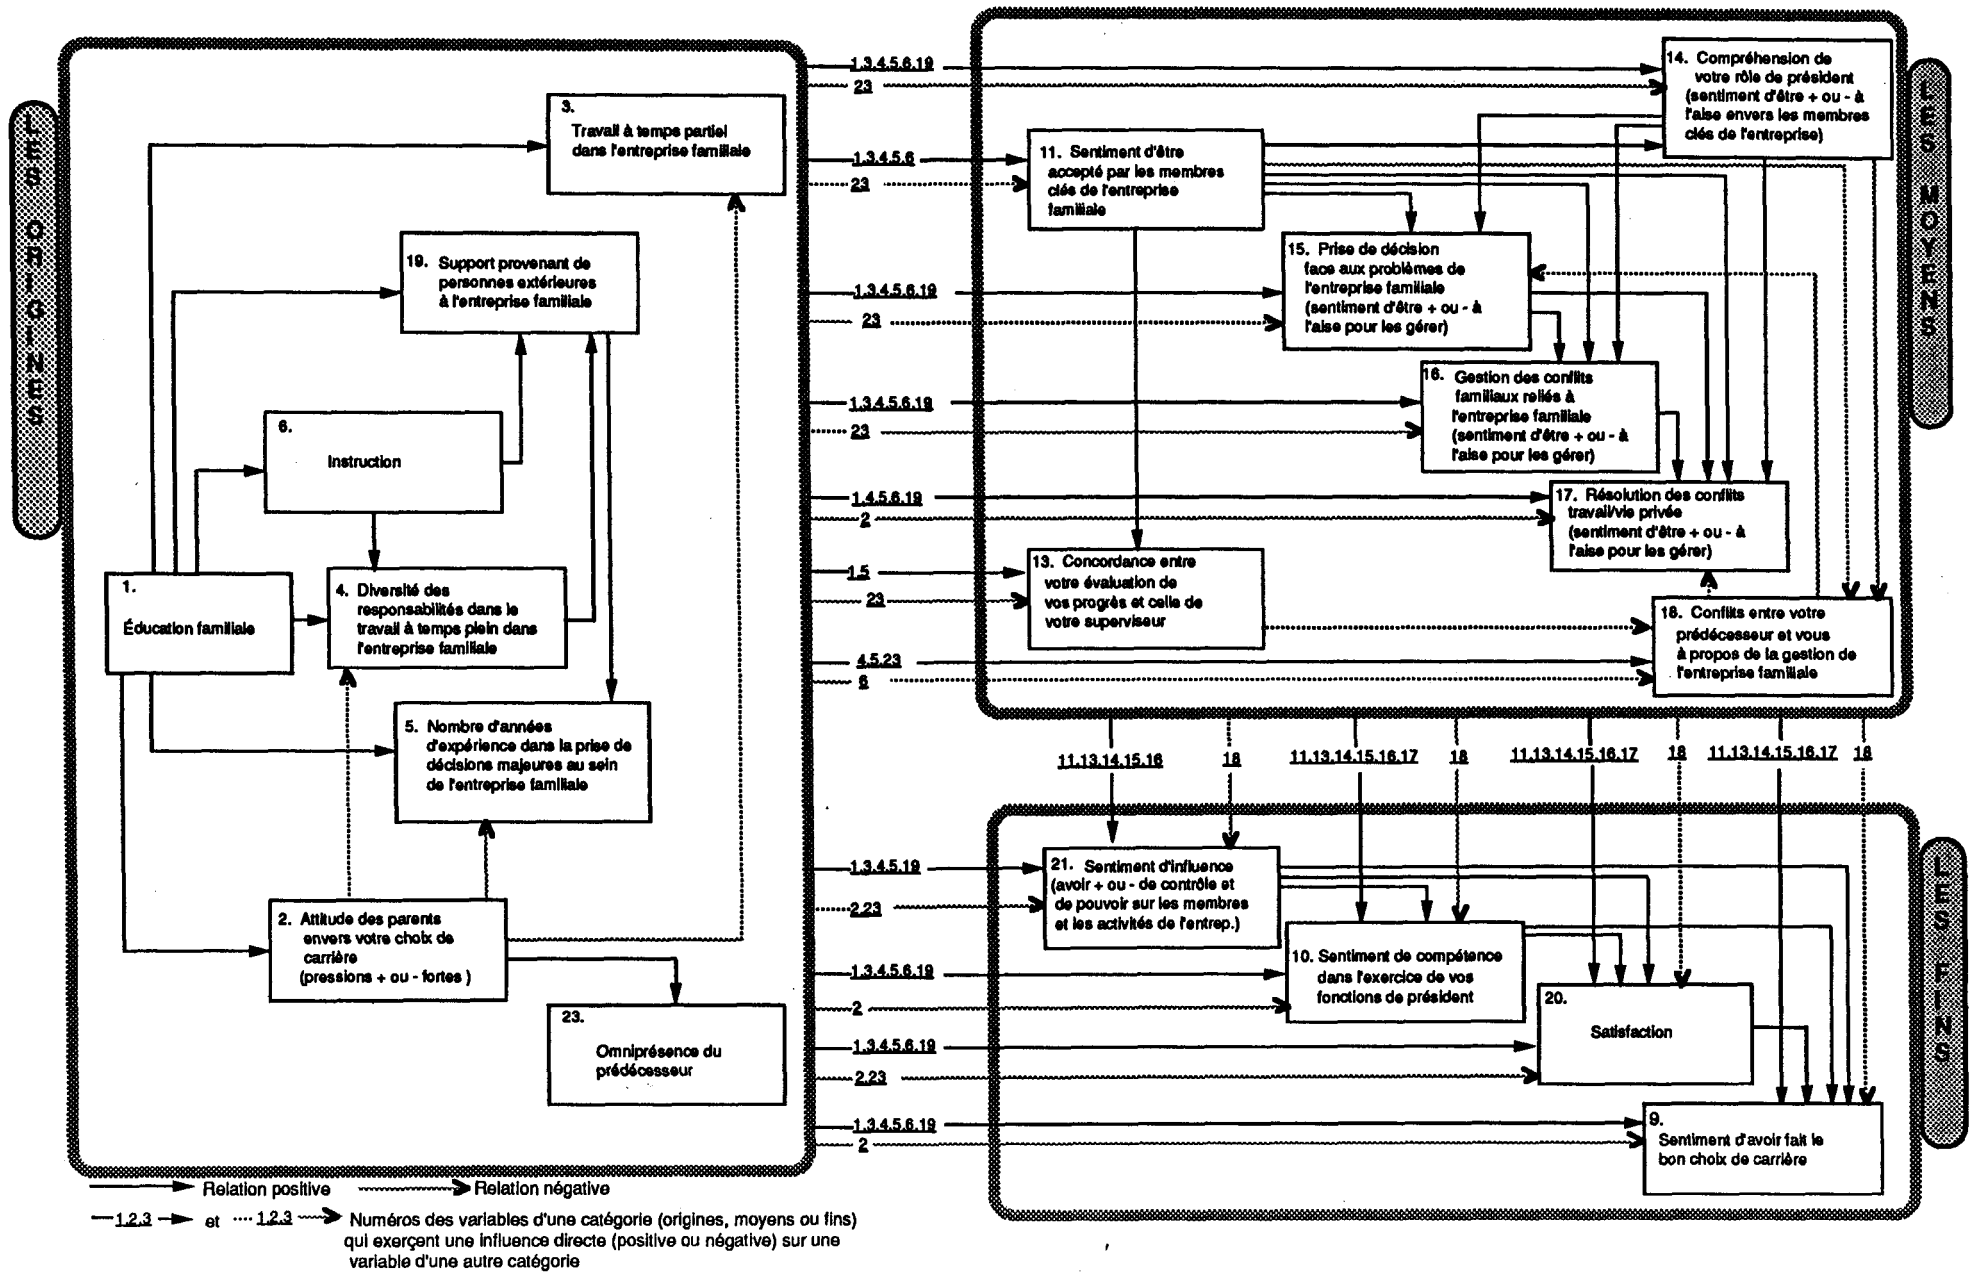 LES ORIGINES
3.
Travail à temps partiel
dans l'entreprise familiale
19. Support provenant de
personnes extérieures
à l'entreprise familiale
6.
Instruction
1.
Éducation familiale
4. Diversité des
responsabilités dans le
travail à temps plein dans
l'entreprise familiale
5. Nombre d'années
d'expérience dans la prise de
décisions majeures au sein
de l'entreprise familiale
2. Attitude des parents
envers votre choix de
carrière
(pressions + ou - fortes )
23.
Omniprésence du
prédécesseur
1.3.4.5.6.19
23
1.3.4.5.6
23
1.3.4.5.6.19
23
1.3.4.5.6.19
23
1.4.5.6.19
2
1.5
23
4.5.23
6
LES MOYENS
14. Compréhension de
votre rôle de président
(sentiment d'être + ou - à
l'aise envers les membres
clés de l'entreprise)
11. Sentiment d'être
accepté par les membres
clés de l'entreprise
familiale
15. Prise de décision
face aux problèmes de
l'entreprise familiale
(sentiment d'être + ou - à
l'aise pour les gérer)
16. Gestion des conflits
familiaux reliés à
l'entreprise familiale
(sentiment d'être + ou - à
l'aise pour les gérer)
17. Résolution des conflits
travail/vie privée
(sentiment d'être + ou - à
l'aise pour les gérer)
13. Concordance entre
votre évaluation de
vos progrès et celle de
votre superviseur
18. Conflits entre votre
prédécesseur et vous
à propos de la gestion de
l'entreprise familiale
11.13.14.15.16
18
11.13.14.15.16.17
18
11.13.14.15.16.17
18
11.13.14.15.16.17
18
1.3.4.5.19
2.23
1.3.4.5.6.19
2
1.3.4.5.6.19
2.23
1.3.4.5.6.19
2
LES FINS
21. Sentiment d'influence
(avoir + ou - de contrôle et
de pouvoir sur les membres
et les activités de l'entrep.)
10. Sentiment de compétence
dans l'exercice de vos
fonctions de président
20.
Satisfaction
9.
Sentiment d'avoir fait le
bon choix de carrière
Relation positive Relation négative
1.2.3 et 1.2.3 Numéros des variables d'une catégorie (origines, moyens ou fins)
qui exerçent une influence directe (positive ou négative) sur une
variable d'une autre catégorie